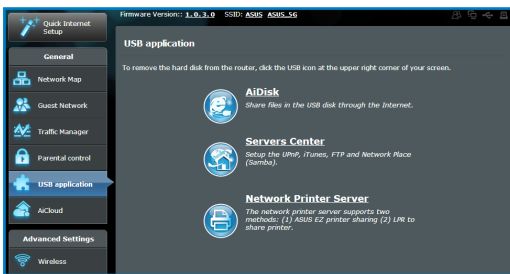 Quick Internet
Setup
Firmware Version:: 1.0.3.0 SSID: ASUS ASUS_5G
General
Network Map
Guest Network
Traffic Manager
Parental control
USB application
AiCloud
Advanced Settings
Wireless
USB application
To remove the hard disk from the router, click the USB icon at the upper right corner of your screen.
AiDisk
Share files in the USB disk through the Internet.
Servers Center
Setup the UPnP, iTunes, FTP and Network Place
(Samba).
Network Printer Server
The network printer server supports two
methods: (1) ASUS EZ printer sharing (2) LPR to
share printer.